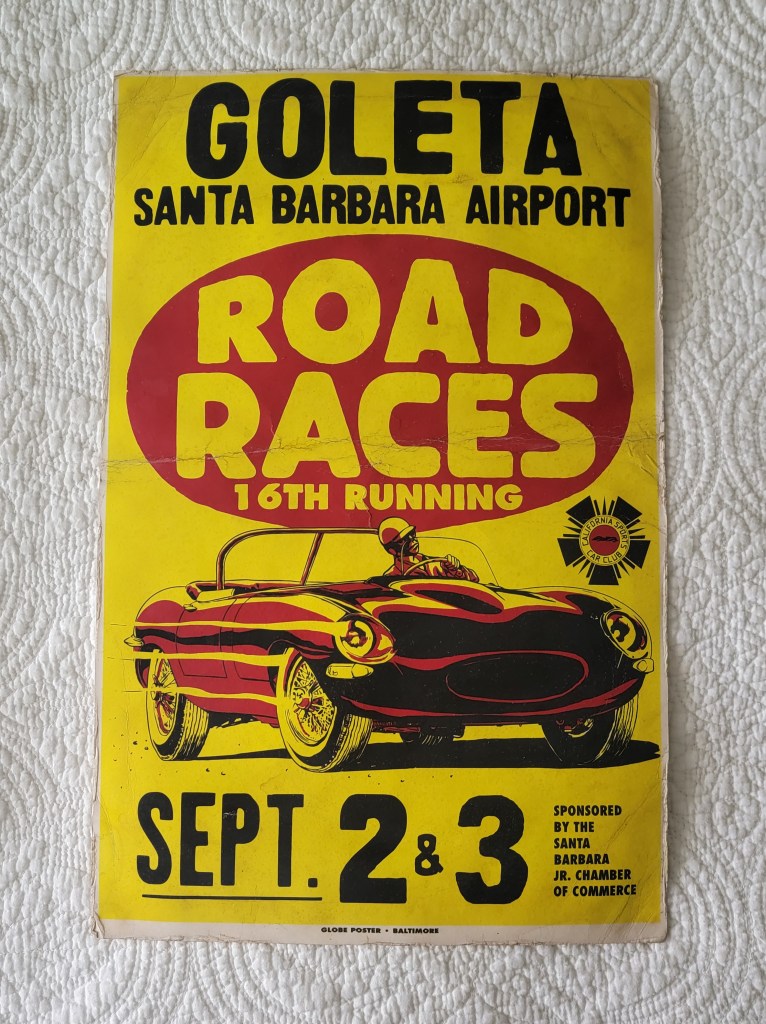 GOLETA
SANTA BARBARA AIRPORT
ROAD
RACES
16TH RUNNING
CALIFORNIA SPORTS
CAR CLUB
SEPT. 2 & 3
SPONSORED
BY THE
SANTA
BARBARA
JR. CHAMBER
OF COMMERCE
GLOBE POSTER • BALTIMORE